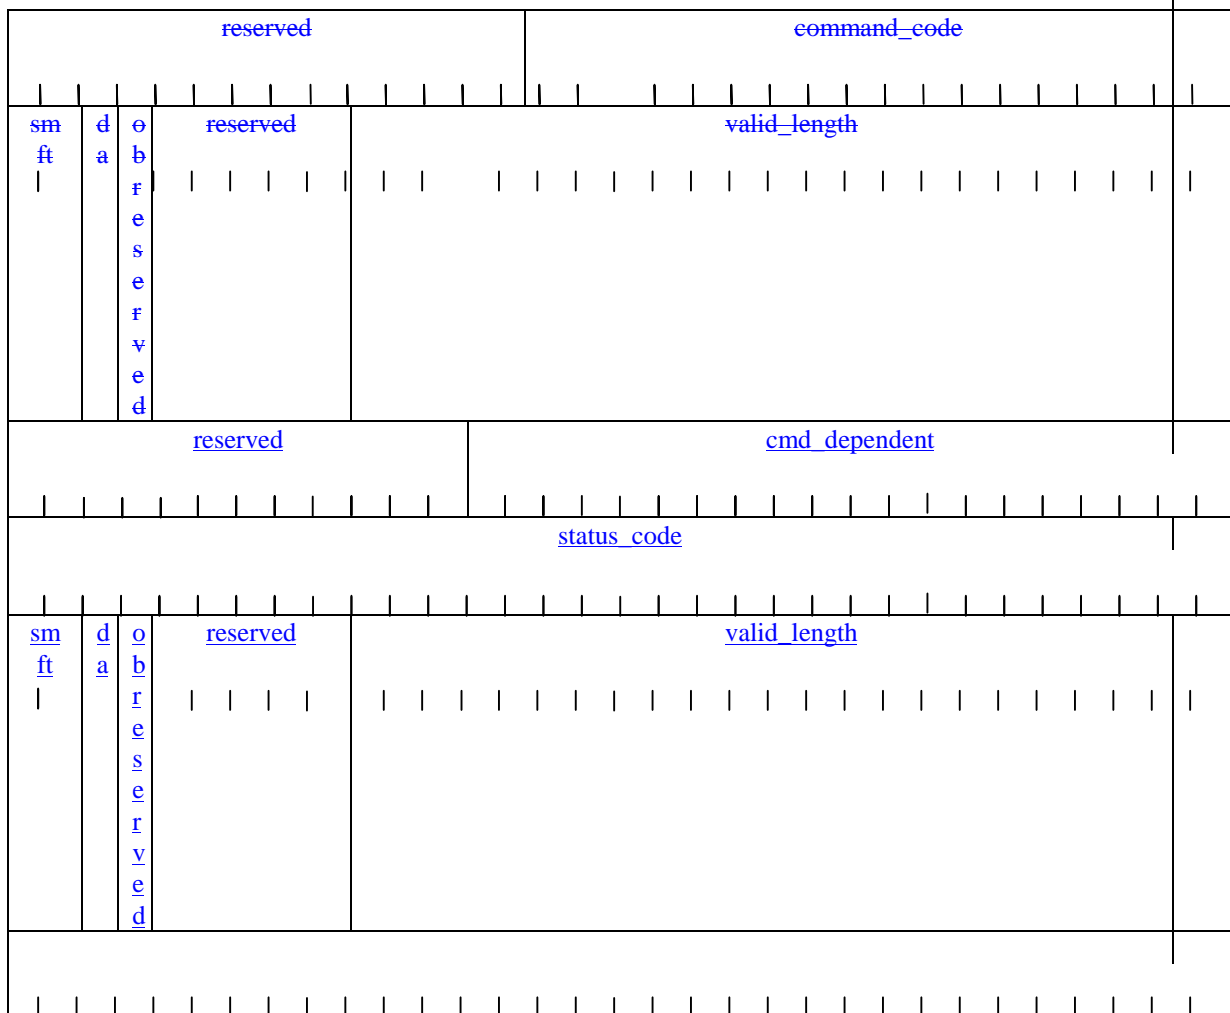 reserved command_code
sm d o reserved valid_length
ft a b
r
e
s
e
r
v
e
d
reserved cmd_dependent
status_code
sm d o reserved valid_length
ft a b
r
e
s
e
r
v
e
d